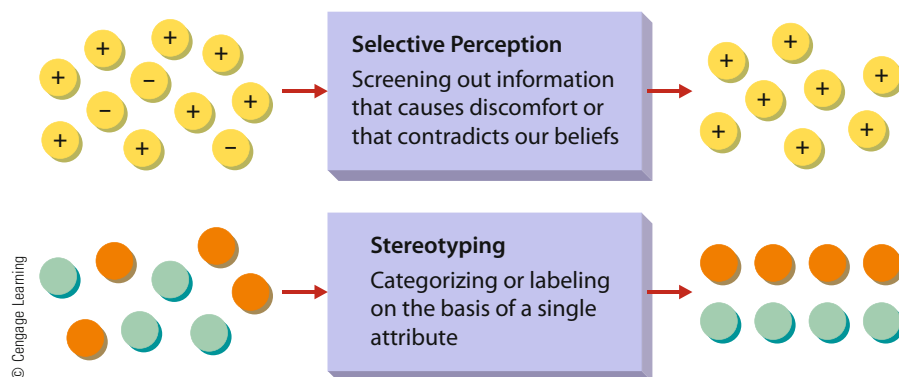 + + + +
+ − + +
− +
+ + −
Selective Perception
Screening out information
that causes discomfort or
that contradicts our beliefs
+ +
+ + +
+ + +
Stereotyping
Categorizing or labeling
on the basis of a single
attribute
© Cengage Learning